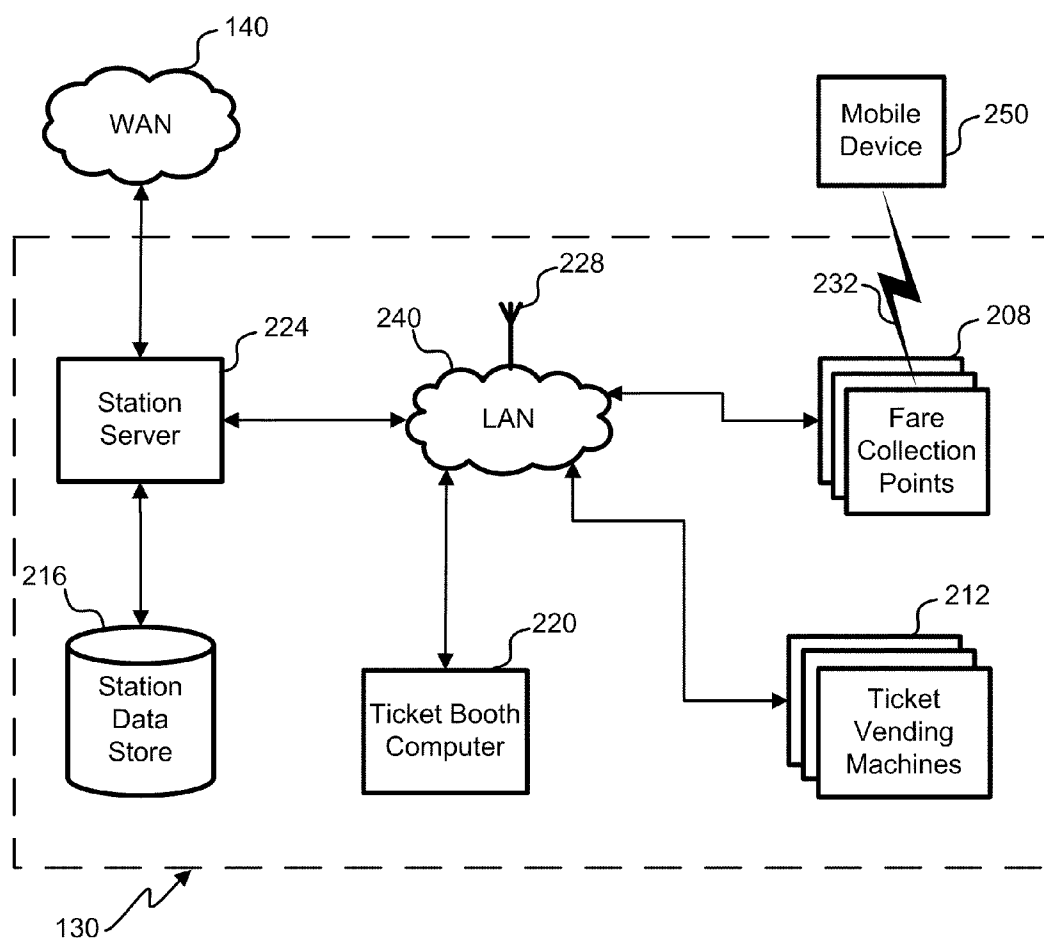 140
WAN
Mobile
Device
250
228
232
208
224
240
Station
Server
LAN
Fare
Collection
Points
216
220
212
Station
Data
Store
Ticket Booth
Computer
Ticket
Vending
Machines
130